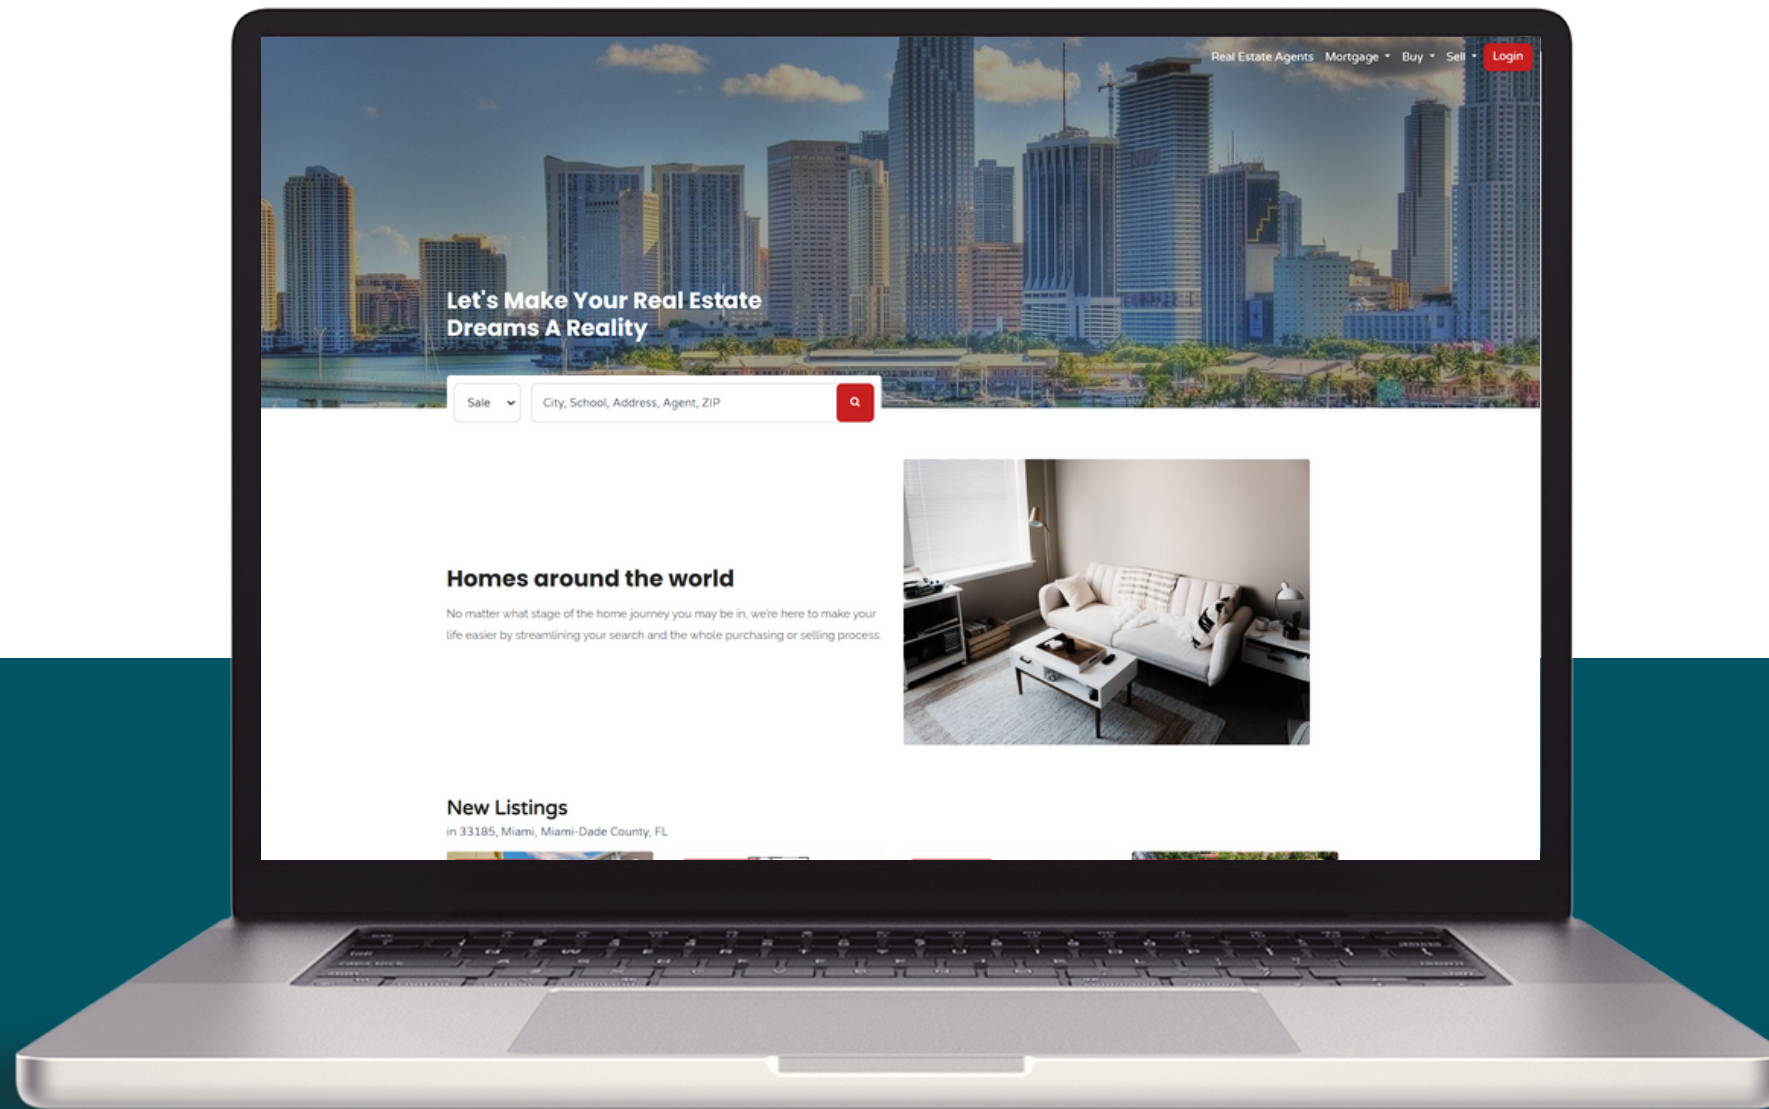 Real Estate Agents Mortgage Buy Sell Login
Let's Make Your Real Estate
Dreams A Reality
Sale City, School, Address, Agent, ZIP
Homes around the world
No matter what stage of the home journey you may be in, we're here to make your
life easier by streamlining your search and the whole purchasing or selling process.
New Listings
in 33185, Miami, Miami-Dade County, FL